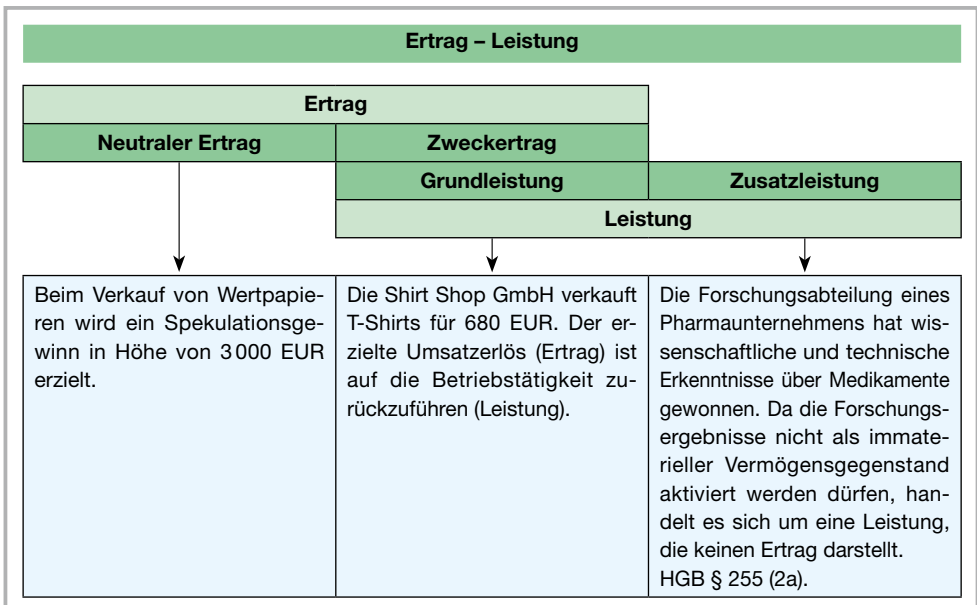 Ertrag – Leistung
Ertrag
Neutraler Ertrag
Zweckertrag
Grundleistung
Zusatzleistung
Leistung
Beim Verkauf von Wertpapie-
ren wird ein Spekulationsge-
winn in Höhe von 3 000 EUR
erzielt.
Die Shirt Shop GmbH verkauft
T-Shirts für 680 EUR. Der er-
zielte Umsatzerlös (Ertrag) ist
auf die Betriebstätigkeit zu-
rückzuführen (Leistung).
Die Forschungsabteilung eines
Pharmaunternehmens hat wis-
senschaftliche und technische
Erkenntnisse über Medikamente
gewonnen. Da die Forschungs-
ergebnisse nicht als immate-
rieller Vermögensgegenstand
aktiviert werden dürfen, han-
delt es sich um eine Leistung,
die keinen Ertrag darstellt.
HGB § 255 (2a).